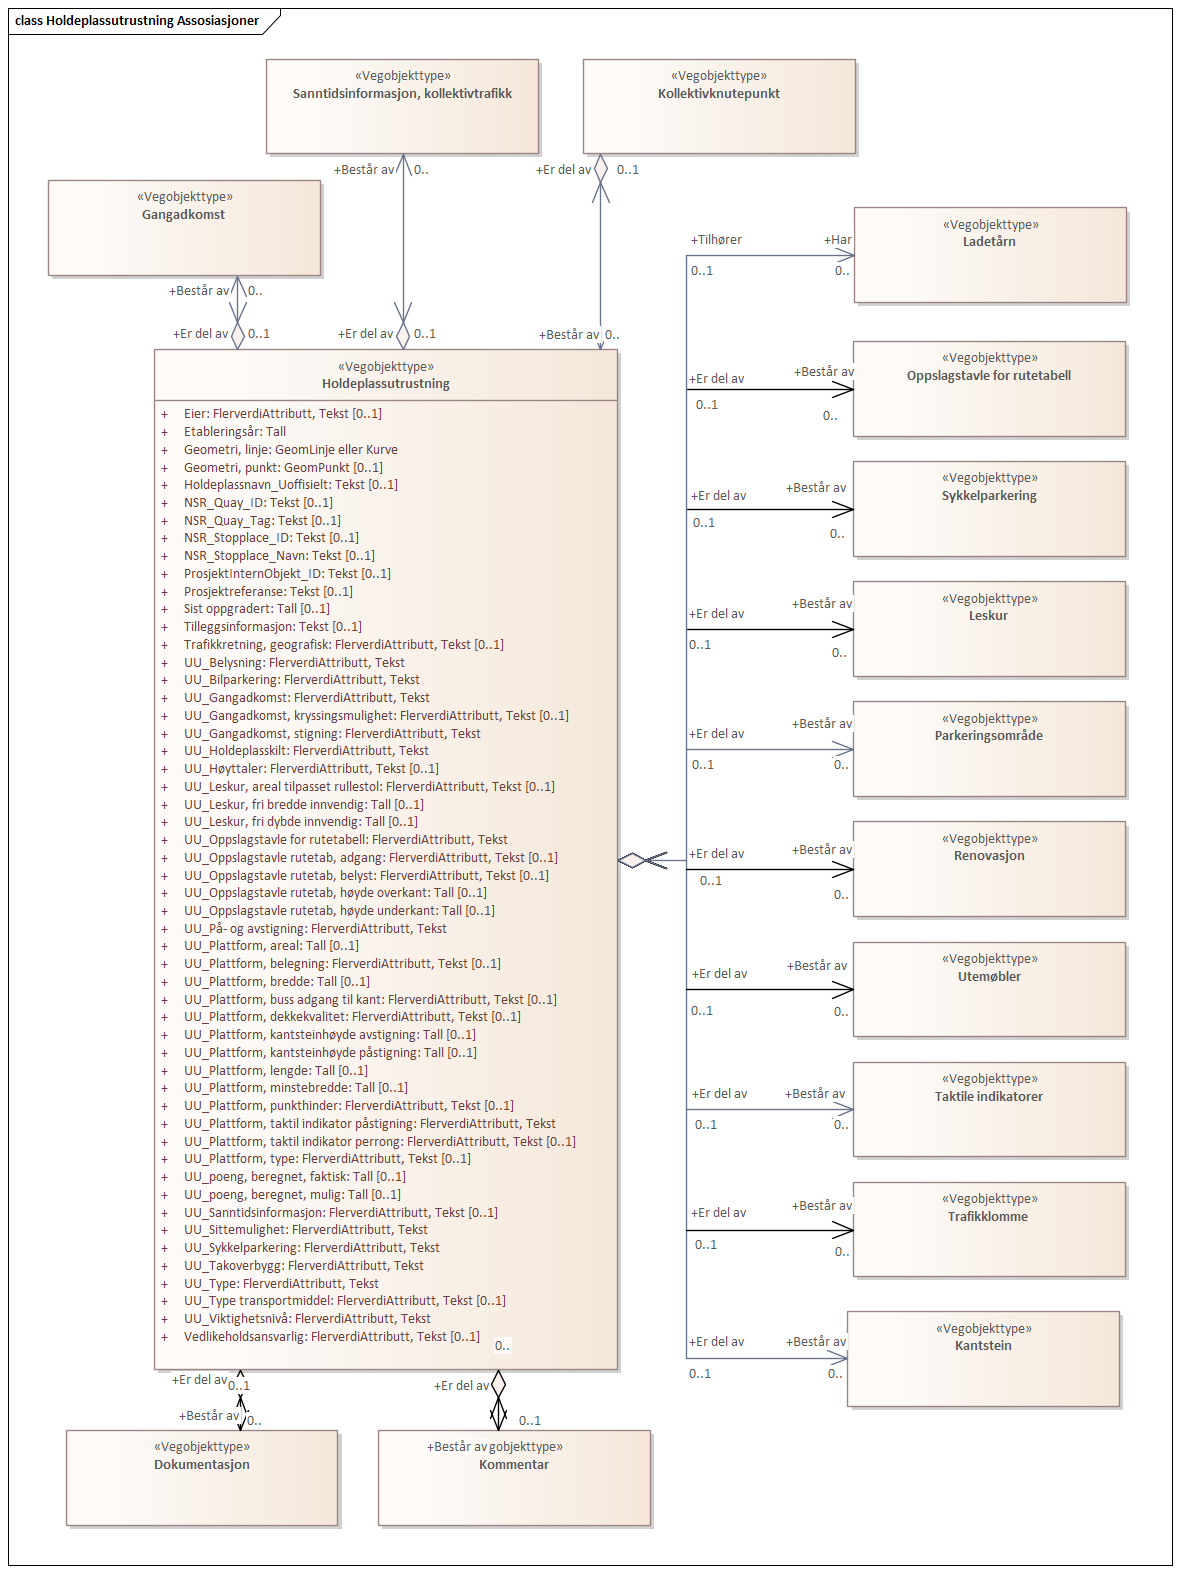 class Holdeplassutrustning Assosiasjoner
«Vegobjekttype»
Sanntidsinformasjon, kollektivtrafikk
«Vegobjekttype»
Kollektivknutepunkt
+Består av
0..
+Er del av
0..1
«Vegobjekttype»
Gangadkomst
+Består av
0..
+Er del av
0..1
+Er del av
0..1
+Består av
0..
«Vegobjekttype»
Holdeplassutrustning
+ Eier: FlerverdiAttributt, Tekst [0..1]
+ Etableringsår: Tall
+ Geometri, linje: GeomLinje eller Kurve
+ Geometri, punkt: GeomPunkt [0..1]
+ Holdeplassnavn_Uoffisielt: Tekst [0..1]
+ NSR_Quay_ID: Tekst [0..1]
+ NSR_Quay_Tag: Tekst [0..1]
+ NSR_Stopplace_ID: Tekst [0..1]
+ NSR_Stopplace_Navn: Tekst [0..1]
+ ProsjektInternObjekt_ID: Tekst [0..1]
+ Prosjektreferanse: Tekst [0..1]
+ Sist oppgradert: Tall [0..1]
+ Tilleggsinformasjon: Tekst [0..1]
+ Trafikkretning, geografisk: FlerverdiAttributt, Tekst [0..1]
+ UU_Belysning: FlerverdiAttributt, Tekst
+ UU_Bilparkering: FlerverdiAttributt, Tekst
+ UU_Gangadkomst: FlerverdiAttributt, Tekst
+ UU_Gangadkomst, kryssingsmulighet: FlerverdiAttributt, Tekst [0..1]
+ UU_Gangadkomst, stigning: FlerverdiAttributt, Tekst
+ UU_Holdeplasskilt: FlerverdiAttributt, Tekst
+ UU_Høyttaler: FlerverdiAttributt, Tekst [0..1]
+ UU_Leskur, areal tilpasset rullestol: FlerverdiAttributt, Tekst [0..1]
+ UU_Leskur, fri bredde innvendig: Tall [0..1]
+ UU_Leskur, fri dybde innvendig: Tall [0..1]
+ UU_Oppslagstavle for rutetabell: FlerverdiAttributt, Tekst
+ UU_Oppslagstavle rutetab, adgang: FlerverdiAttributt, Tekst [0..1]
+ UU_Oppslagstavle rutetab, belyst: FlerverdiAttributt, Tekst [0..1]
+ UU_Oppslagstavle rutetab, høyde overkant: Tall [0..1]
+ UU_Oppslagstavle rutetab, høyde underkant: Tall [0..1]
+ UU_På- og avstigning: FlerverdiAttributt, Tekst
+ UU_Plattform, areal: Tall [0..1]
+ UU_Plattform, belegning: FlerverdiAttributt, Tekst [0..1]
+ UU_Plattform, bredde: Tall [0..1]
+ UU_Plattform, buss adgang til kant: FlerverdiAttributt, Tekst [0..1]
+ UU_Plattform, dekkekvalitet: FlerverdiAttributt, Tekst [0..1]
+ UU_Plattform, kantsteinhøyde avstigning: Tall [0..1]
+ UU_Plattform, kantsteinhøyde påstigning: Tall [0..1]
+ UU_Plattform, lengde: Tall [0..1]
+ UU_Plattform, minstebredde: Tall [0..1]
+ UU_Plattform, punkthinder: FlerverdiAttributt, Tekst [0..1]
+ UU_Plattform, taktil indikator påstigning: FlerverdiAttributt, Tekst
+ UU_Plattform, taktil indikator perrong: FlerverdiAttributt, Tekst [0..1]
+ UU_Plattform, type: FlerverdiAttributt, Tekst [0..1]
+ UU_poeng, beregnet, faktisk: Tall [0..1]
+ UU_poeng, beregnet, mulig: Tall [0..1]
+ UU_Sanntidsinformasjon: FlerverdiAttributt, Tekst [0..1]
+ UU_Sittemulighet: FlerverdiAttributt, Tekst
+ UU_Sykkelparkering: FlerverdiAttributt, Tekst
+ UU_Takoverbygg: FlerverdiAttributt, Tekst
+ UU_Type: FlerverdiAttributt, Tekst
+ UU_Type transportmiddel: FlerverdiAttributt, Tekst [0..1]
+ UU_Viktighetsnivå: FlerverdiAttributt, Tekst
+ Vedlikeholdsansvarlig: FlerverdiAttributt, Tekst [0..1]
0..
+Tilhører
+Har
0..1
0..
«Vegobjekttype»
Ladetårn
+Er del av
+Består av
0..1
0..
«Vegobjekttype»
Oppslagstavle for rutetabell
+Er del av
+Består av
0..1
0..
«Vegobjekttype»
Sykkelparkering
+Er del av
+Består av
0..1
0..
«Vegobjekttype»
Leskur
+Er del av
+Består av
0..1
0..
«Vegobjekttype»
Parkeringsområde
+Er del av
+Består av
0..1
0..
«Vegobjekttype»
Renovasjon
+Er del av
+Består av
0..1
0..
«Vegobjekttype»
Utemøbler
+Er del av
+Består av
0..1
0..
«Vegobjekttype»
Taktile indikatorer
+Er del av
+Består av
0..1
0..
«Vegobjekttype»
Trafikklomme
+Er del av
+Består av
0..1
0..
«Vegobjekttype»
Kantstein
+Er del av
0..1
+Består av
0..
«Vegobjekttype»
Dokumentasjon
+Er del av
0..1
+Består av gobjekttype»
Kommentar